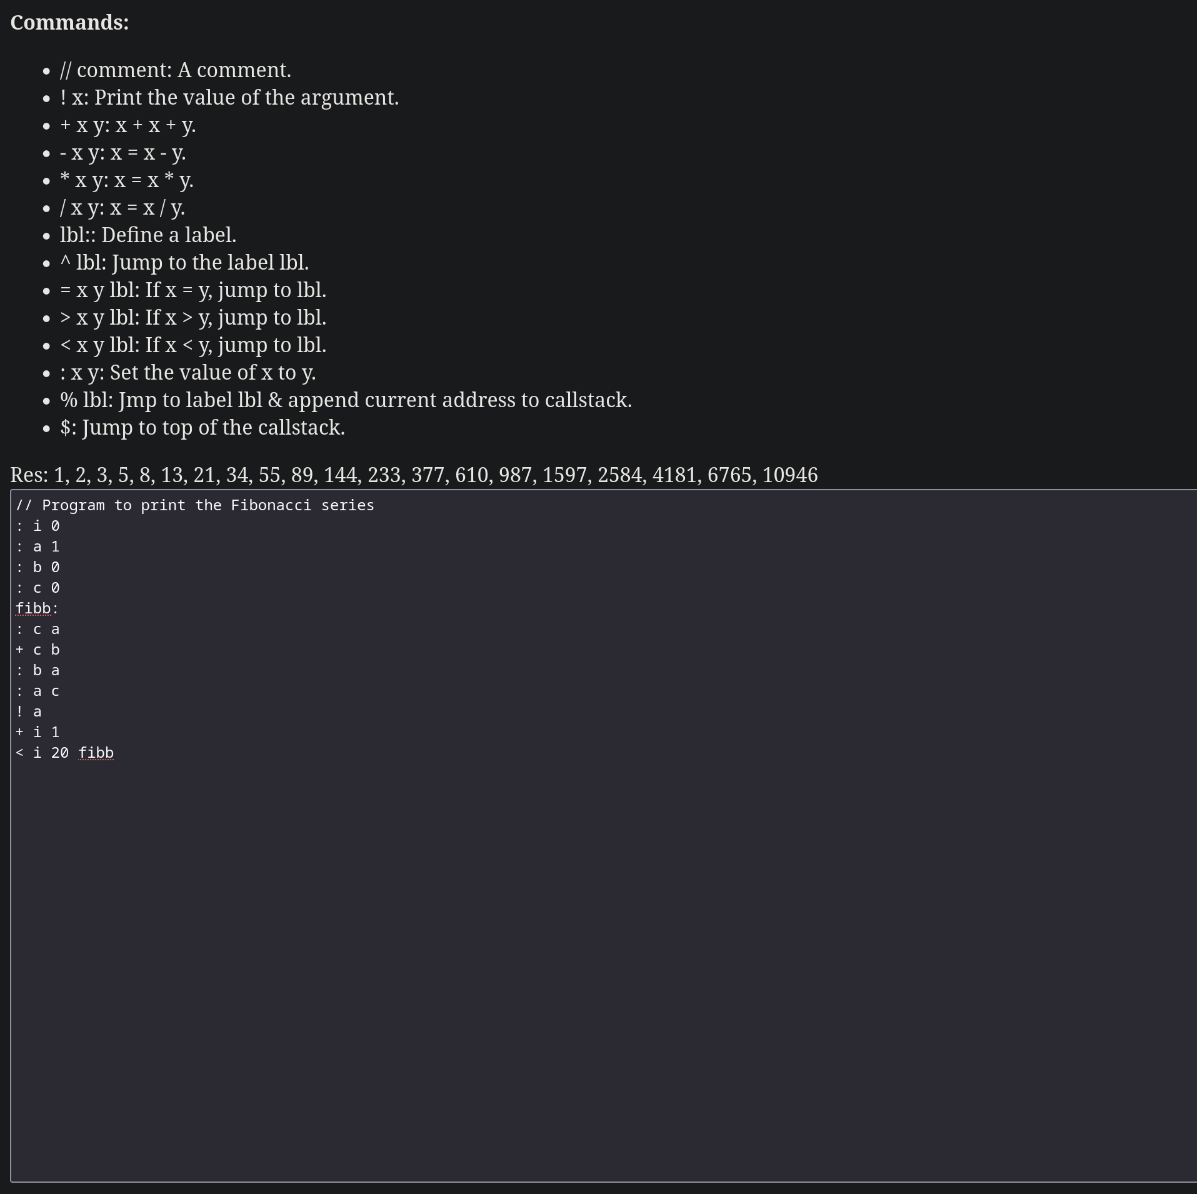 Commands:
• // comment: A comment.
• ! x: Print the value of the argument.
• + x y: x + x + y.
• - x y: x = x - y.
• * x y: x = x * y.
• / x y: x = x / y.
• lbl:: Define a label.
• ^ lbl: Jump to the label lbl.
• = x y lbl: If x = y, jump to lbl.
• > x y lbl: If x > y, jump to lbl.
• < x y lbl: If x < y, jump to lbl.
• : x y: Set the value of x to y.
• % lbl: Jmp to label lbl & append current address to callstack.
• $: Jump to top of the callstack.
Res: 1, 2, 3, 5, 8, 13, 21, 34, 55, 89, 144, 233, 377, 610, 987, 1597, 2584, 4181, 6765, 10946
// Program to print the Fibonacci series
: i 0
: a 1
: b 0
: c 0
fibb:
: c a
+ c b
: b a
: a c
! a
+ i 1
< i 20 fibb